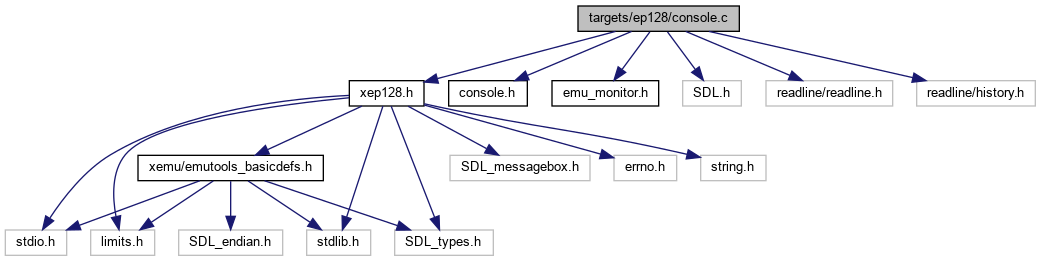 targets/ep128/console.c
xep128.h
console.h
emu_monitor.h
SDL.h
readline/readline.h
readline/history.h
xemu/emutools_basicdefs.h
SDL_messagebox.h
errno.h
string.h
stdio.h
limits.h
SDL_endian.h
stdlib.h
SDL_types.h